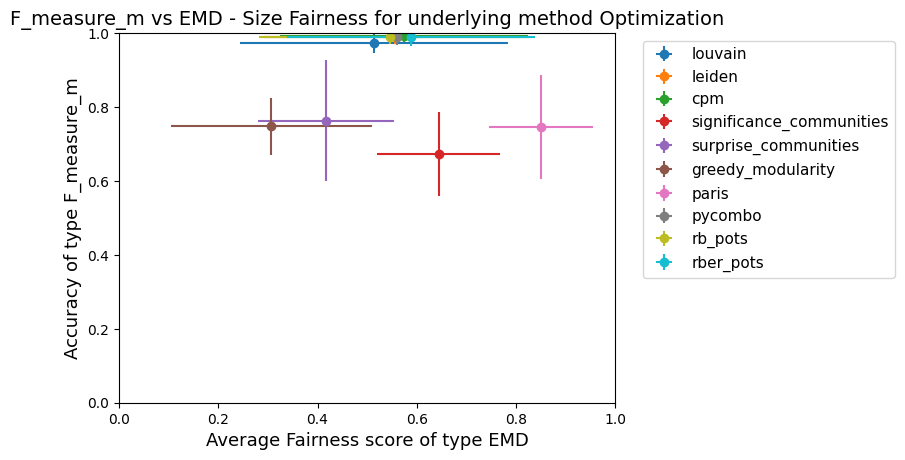 F_measure_m vs EMD - Size Fairness for underlying method Optimization
1.0
0.8
0.6
0.4
0.2
0.0
Accuracy of type F_measure_m
0.0 0.2 0.4 0.6 0.8 1.0
Average Fairness score of type EMD
louvain
leiden
cpm
significance_communities
surprise_communities
greedy_modularity
paris
pycombo
rb_pots
rber_pots